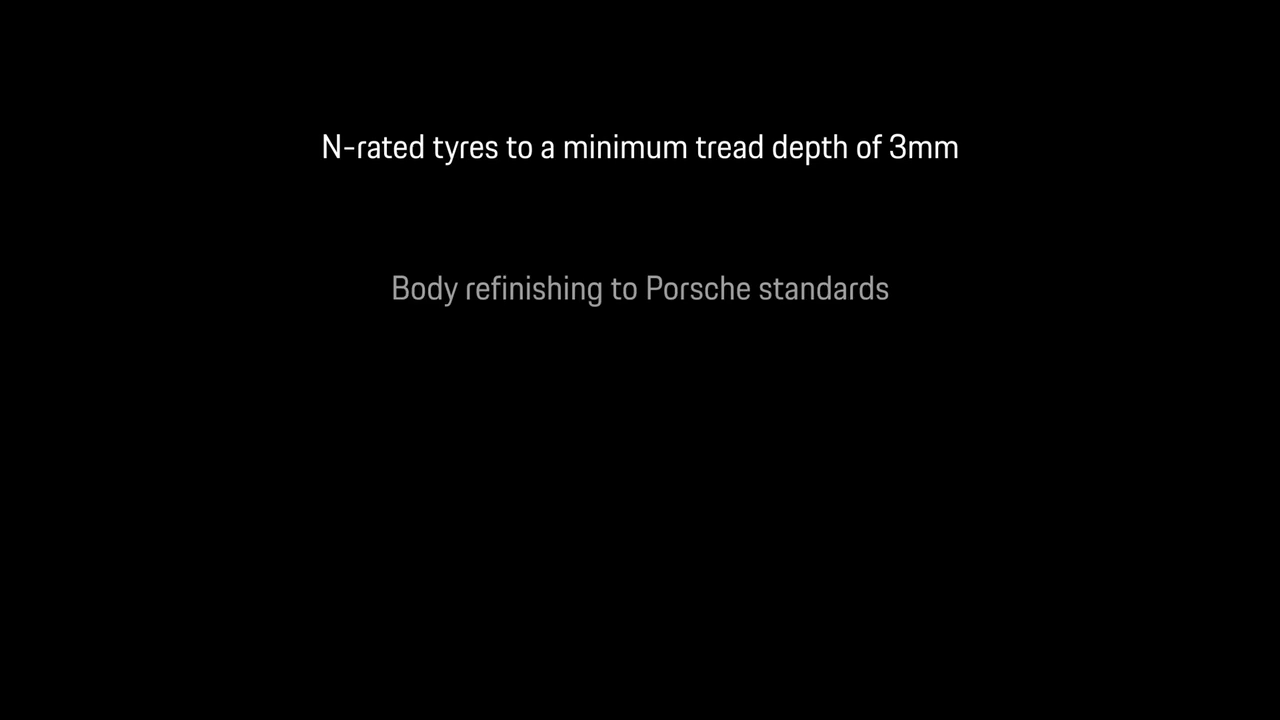 N-rated tyres to a minimum tread depth of 3mm
Body refinishing to Porsche standards